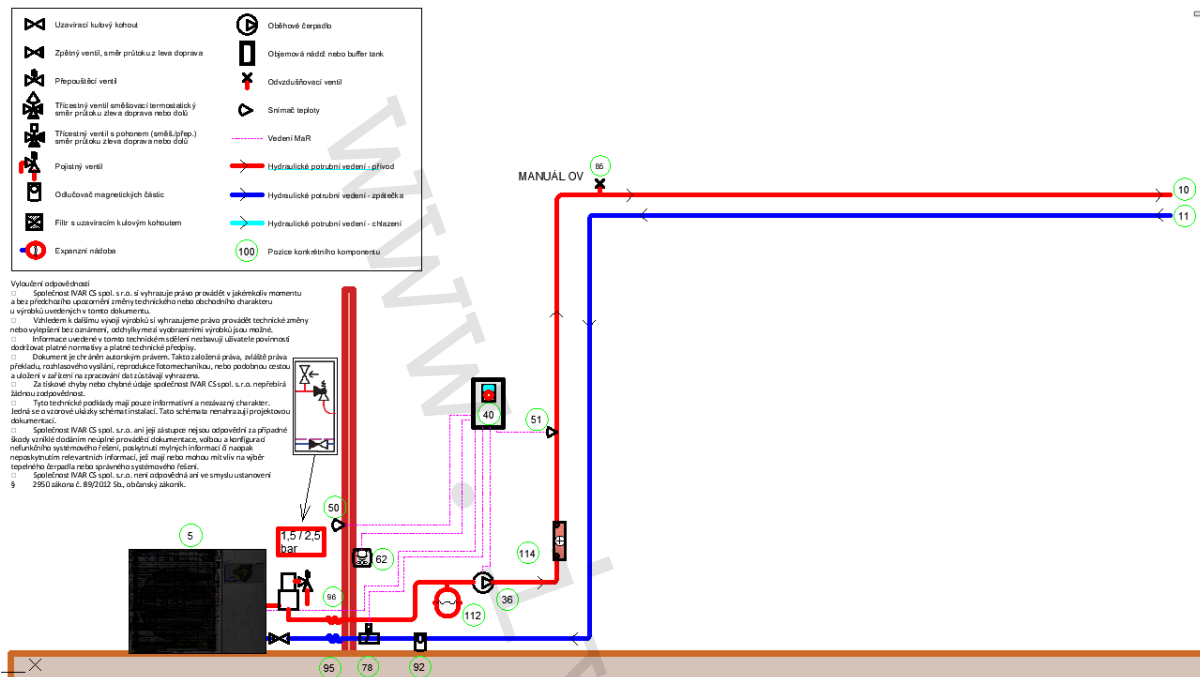 Uzavírací kulový kohout
Zpětný ventil, směr průtoku z leva doprava
Přepouštěcí ventil
Třícestný ventil směšovací termostatický
směr průtoku zleva doprava nebo dolů
Třícestný ventil s pohonem (směš./přep.)
směr průtoku zleva doprava nebo dolů
Pojistný ventil
Odlučovač magnetických částic
Filtr s uzavíracím kulovým kohoutem
Expanzní nádoba
Oběhové čerpadlo
Objemová nádrž nebo buffer tank
Odvzdušňovací ventil
Snímač teploty
Vedení MaR
Hydraulické potrubní vedení - přívod
Hydraulické potrubní vedení - zpátečka
Hydraulické potrubní vedení - chlazení
100 Pozice konkrétního komponentu
Vyloučení odpovědnosti
Společnost IVAR CS spol. s r.o. si vyhrazuje právo provádět v jakémkoliv momentu
a bez předchozího upozornění změny technického nebo obchodního charakteru
u výrobků uvedených v tomto dokumentu.
Vzhledem k dalšímu vývoji výrobků si vyhrazujeme právo provádět technické změny
nebo vylepšení bez oznámení, odchylky mezi vyobrazeními výrobků jsou možné.
Informace uvedené v tomto technickém sdělení nezbavují uživatele povinnosti
dodržovat platné normativy a platné technické předpisy.
Dokument je chráněn autorským právem. Takto založená práva, zvláště práva
překladu, rozhlasového vysílání, reprodukce fotomechanikou, nebo podobnou cestou
a uložení v zařízení na zpracování dat zůstávají vyhrazena.
Za tiskové chyby nebo chybné údaje společnost IVAR CS spol. s r.o. nepřebírá
žádnou zodpovědnost.
Tyto technické podklady mají pouze informativní a nezávazný charakter.
Jedná se o vzorové ukázky schémat instalací. Tato schémata nenahrazují projektovou
dokumentaci.
Společnost IVAR CS spol. s r.o. ani její zástupce nejsou odpovědni za případné
škody vzniklé dodáním neúplné prováděcí dokumentace, volbou a konfigurací
nefunkčního systémového řešení, poskytnutí mylných informací či naopak
neposkytnutím relevantních informací, jež mají nebo mohou mít vliv na výběr
tepelného čerpadla nebo správného systémového řešení.
Společnost IVAR CS spol. s r.o. není odpovědná ani ve smyslu ustanovení
§ 2950 zákona č. 89/2012 Sb., občanský zákoník.
MANUÁL OV
86
10
11
40
51
50
5
1,5 / 2,5
bar
62
114
96
36
112
95
78
92
www.